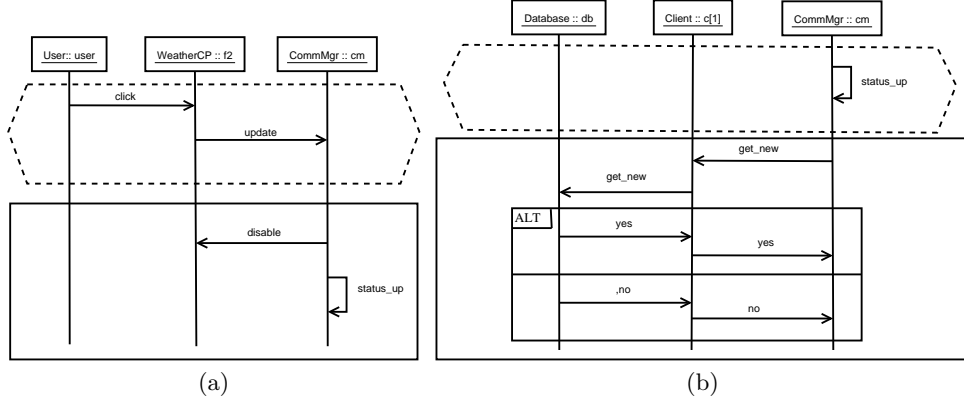 User:: user
WeatherCP :: f2
CommMgr :: cm
click
update
disable
status_up
(a)
Database :: db
Client :: c[1]
CommMgr :: cm
status_up
get_new
get_new
ALT
yes
yes
,no
no
(b)